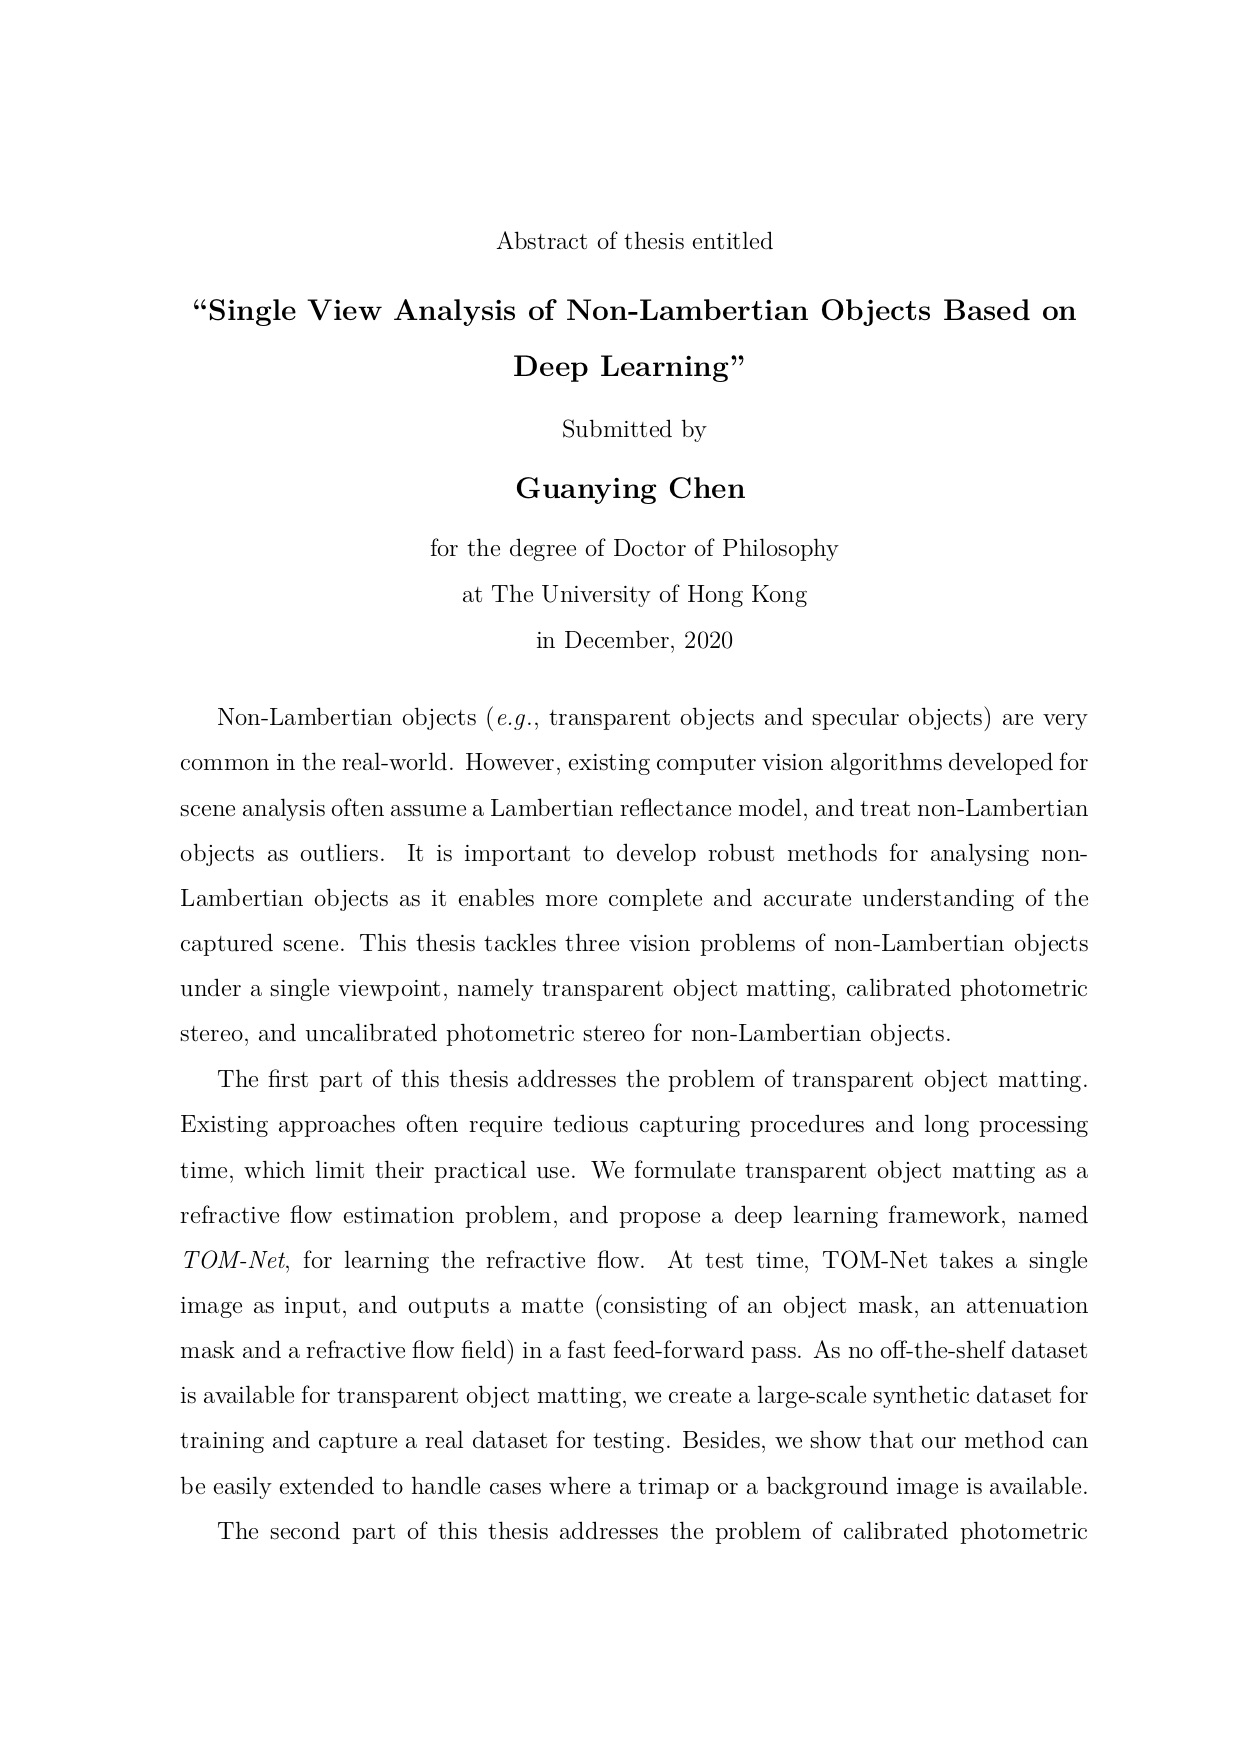 Abstract of thesis entitled
“Single View Analysis of Non-Lambertian Objects Based on
Deep Learning”
Submitted by
Guanying Chen
for the degree of Doctor of Philosophy
at The University of Hong Kong
in December, 2020
Non-Lambertian objects (e.g., transparent objects and specular objects) are very
common in the real-world. However, existing computer vision algorithms developed for
scene analysis often assume a Lambertian reflectance model, and treat non-Lambertian
objects as outliers. It is important to develop robust methods for analysing non-
Lambertian objects as it enables more complete and accurate understanding of the
captured scene. This thesis tackles three vision problems of non-Lambertian objects
under a single viewpoint, namely transparent object matting, calibrated photometric
stereo, and uncalibrated photometric stereo for non-Lambertian objects.
The first part of this thesis addresses the problem of transparent object matting.
Existing approaches often require tedious capturing procedures and long processing
time, which limit their practical use. We formulate transparent object matting as a
refractive flow estimation problem, and propose a deep learning framework, named
TOM-Net, for learning the refractive flow. At test time, TOM-Net takes a single
image as input, and outputs a matte (consisting of an object mask, an attenuation
mask and a refractive flow field) in a fast feed-forward pass. As no off-the-shelf dataset
is available for transparent object matting, we create a large-scale synthetic dataset for
training and capture a real dataset for testing. Besides, we show that our method can
be easily extended to handle cases where a trimap or a background image is available.
The second part of this thesis addresses the problem of calibrated photometric